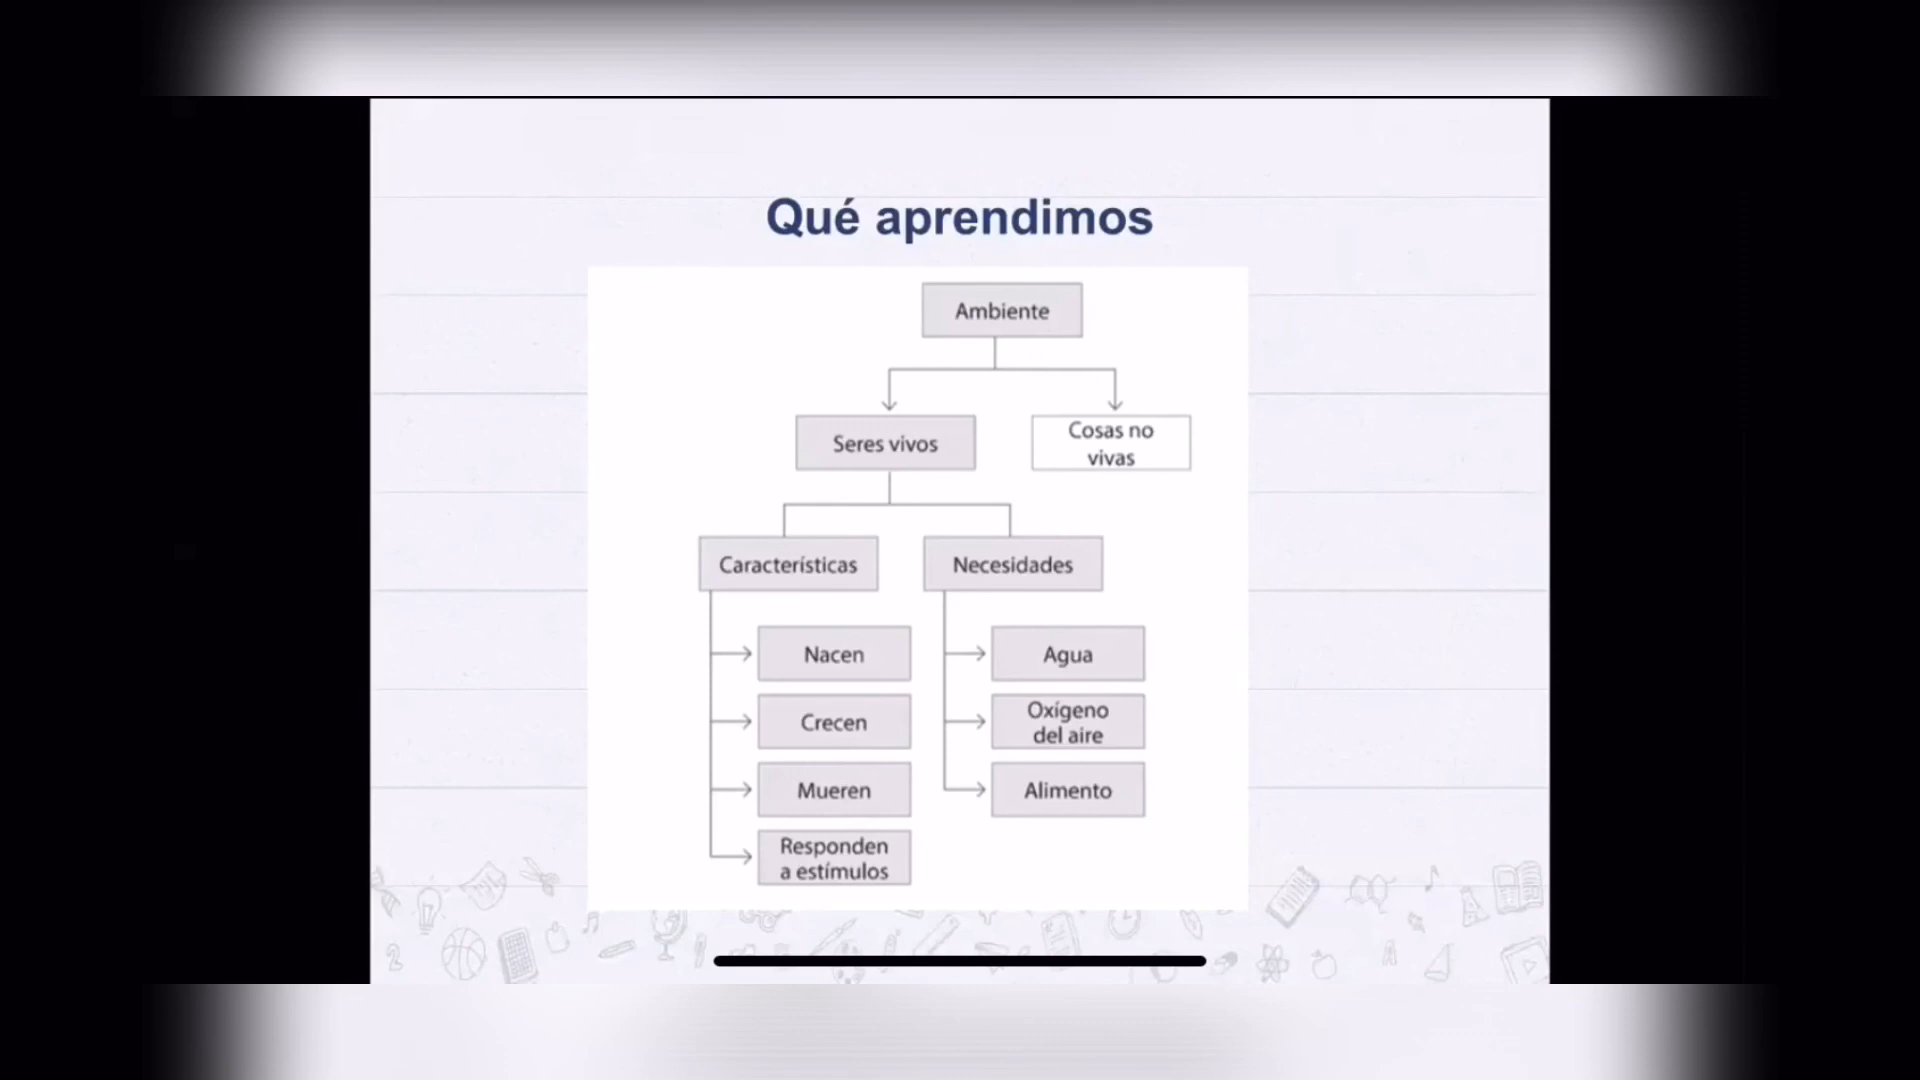 Qué aprendimos
Ambiente
Seres vivos
Cosas no
vivas
Características
Necesidades
Nacen
Crecen
Mueren
Responden
a estímulos
Agua
Oxígeno
del aire
Alimento